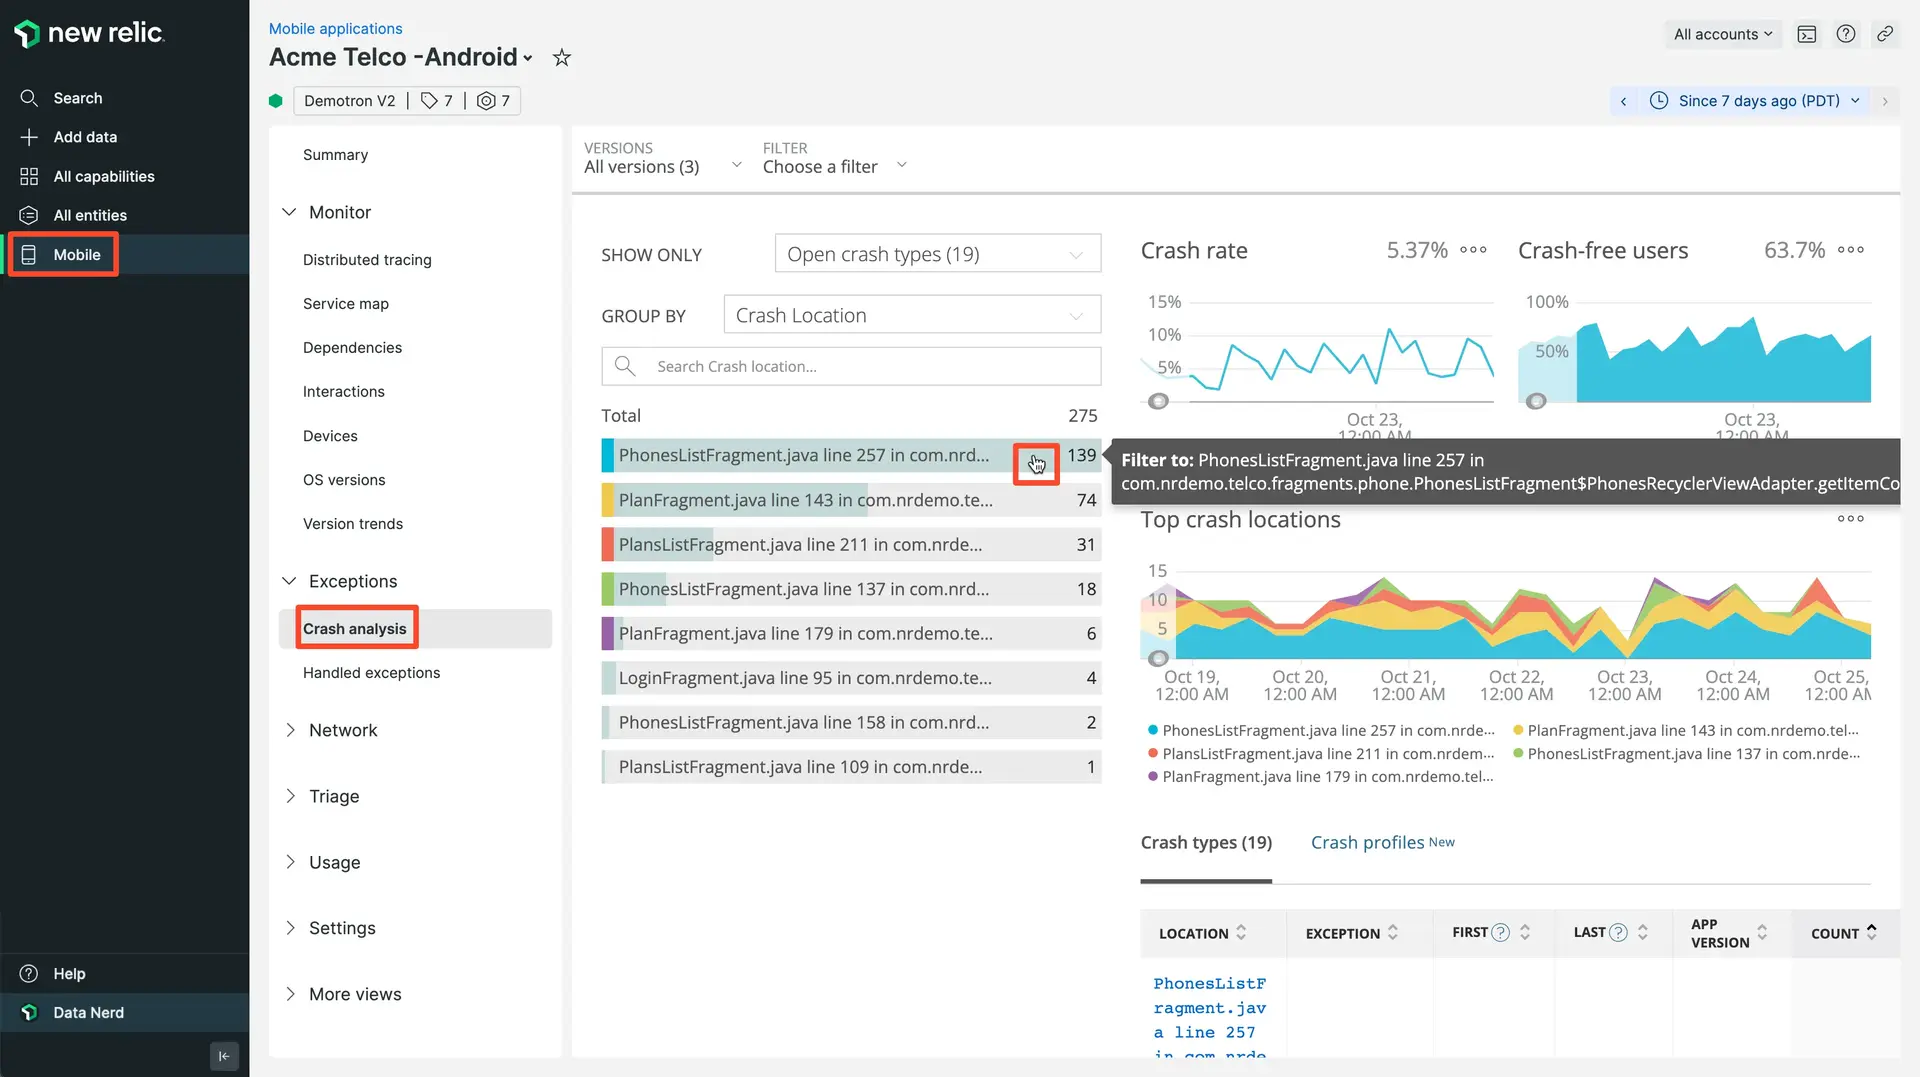 new relic.
Search
Add data
All capabilities
All entities
Mobile
Help
Data Nerd
Mobile applications
Acme Telco -Android
Demotron V2 | 7 | 7
All accounts
Since 7 days ago (PDT)
Summary
Monitor
Distributed tracing
Service map
Dependencies
Interactions
Devices
OS versions
Version trends
Exceptions
Crash analysis
Handled exceptions
Network
Triage
Usage
Settings
More views
VERSIONS
All versions (3)
FILTER
Choose a filter
SHOW ONLY
Open crash types (19)
GROUP BY
Crash Location
Search Crash location...
Total 275
PhonesListFragment.java line 257 in com.nrd... 139
PlanFragment.java line 143 in com.nrdemo.te... 74
PlansListFragment.java line 211 in com.nrde... 31
PhonesListFragment.java line 137 in com.nrd... 18
PlanFragment.java line 179 in com.nrdemo.te... 6
LoginFragment.java line 95 in com.nrdemo.te... 4
PhonesListFragment.java line 158 in com.nrd... 2
PlansListFragment.java line 109 in com.nrde... 1
Crash rate 5.37%
15%
10%
5%
Oct 23,
12:00 AM
Crash-free users 63.7%
100%
50%
Oct 23,
12:00 AM
Filter to: PhonesListFragment.java line 257 in
com.nrdemo.telco.fragments.phone.PhonesListFragment$PhonesRecyclerViewAdapter.getItemCo
Top crash locations
15
10
5
Oct 19,
12:00 AM
Oct 20,
12:00 AM
Oct 21,
12:00 AM
Oct 22,
12:00 AM
Oct 23,
12:00 AM
Oct 24,
12:00 AM
Oct 25,
12:00 AM
PhonesListFragment.java line 257 in com.nrde...
PlanFragment.java line 143 in com.nrdemo.tel...
PlansListFragment.java line 211 in com.nrdem...
PhonesListFragment.java line 137 in com.nrde...
PlanFragment.java line 179 in com.nrdemo.tel...
Crash types (19)
Crash profiles New
LOCATION
EXCEPTION
FIRST
LAST
APP
VERSION
COUNT
PhonesListF
ragment.jav
a line 257
in com.nrde